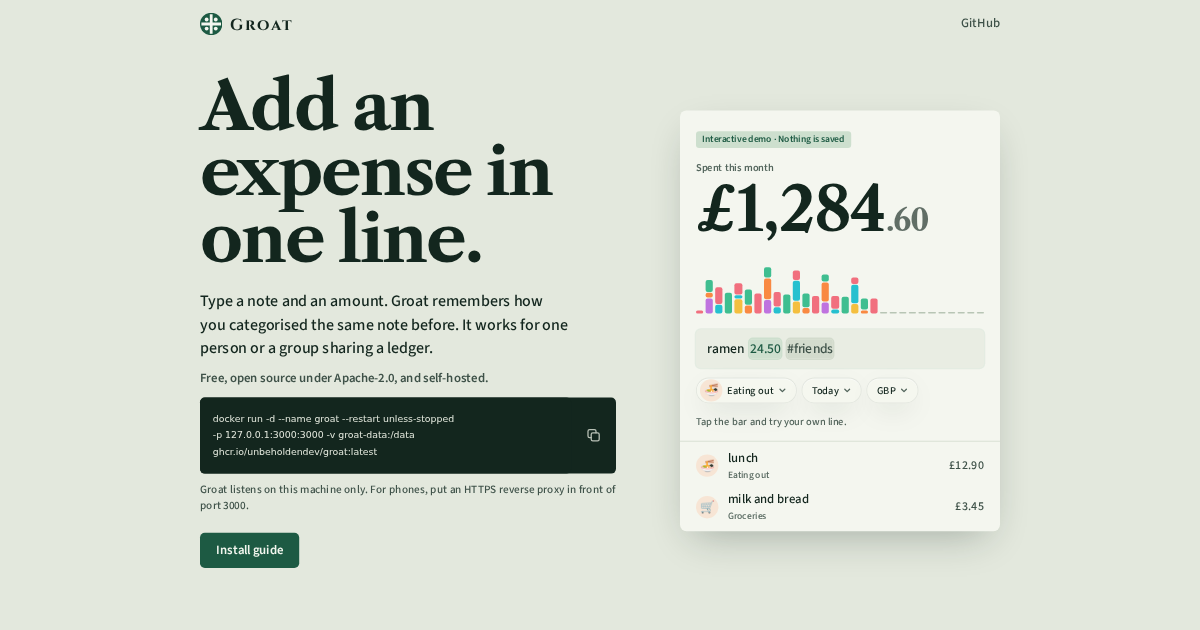 GROAT
GitHub
Add an
expense in
one line.
Type a note and an amount. Groat remembers how
you categorised the same note before. It works for one
person or a group sharing a ledger.
Free, open source under Apache-2.0, and self-hosted.
docker run -d --name groat --restart unless-stopped
-p 127.0.0.1:3000:3000 -v groat-data:/data
ghcr.io/unbeholdendev/groat:latest
Groat listens on this machine only. For phones, put an HTTPS reverse proxy in front of
port 3000.
Install guide
Interactive demo · Nothing is saved
Spent this month
£1,284.60
ramen 24.50 #friends
Eating out
Today
GBP
Tap the bar and try your own line.
lunch
Eating out
£12.90
milk and bread
Groceries
£3.45